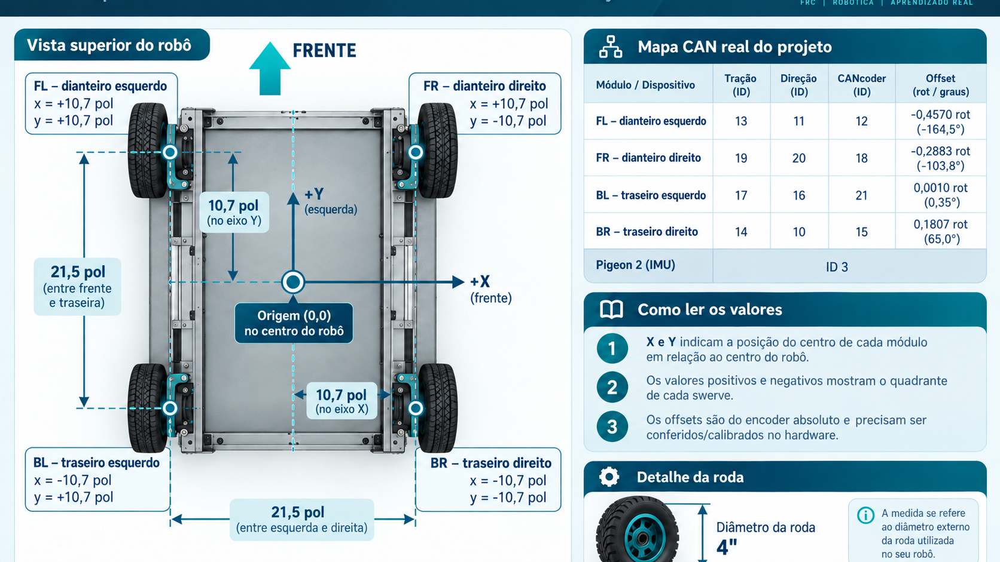 FRC | ROBÓTICA | APRENDIZADO REAL
Vista superior do robô
FRENTE
FL – dianteiro esquerdo
x = +10,7 pol
y = +10,7 pol
FR – dianteiro direito
x = +10,7 pol
y = -10,7 pol
+Y
(esquerda)
10,7 pol
(no eixo Y)
21,5 pol
(entre frente
e traseira)
+X
(frente)
Origem (0,0)
no centro do robô
10,7 pol
(no eixo X)
BL – traseiro esquerdo
x = -10,7 pol
y = +10,7 pol
BR – traseiro direito
x = -10,7 pol
y = -10,7 pol
21,5 pol
(entre esquerda e direita)
Mapa CAN real do projeto
Módulo / Dispositivo
Tração
(ID)
Direção
(ID)
CANcoder
(ID)
Offset
(rot / graus)
FL – dianteiro esquerdo
13
11
12
-0,4570 rot
(-164,5°)
FR – dianteiro direito
19
20
18
-0,2883 rot
(-103,8°)
BL – traseiro esquerdo
17
16
21
0,0010 rot
(0,35°)
BR – traseiro direito
14
10
15
0,1807 rot
(65,0°)
Pigeon 2 (IMU)
ID 3
Como ler os valores
1
X e Y indicam a posição do centro de cada módulo
em relação ao centro do robô.
2
Os valores positivos e negativos mostram o quadrante
de cada swerve.
3
Os offsets são do encoder absoluto e precisam ser
conferidos/calibrados no hardware.
Detalhe da roda
Diâmetro da roda
4"
A medida se refere
ao diâmetro externo
da roda utilizada
no seu robô.